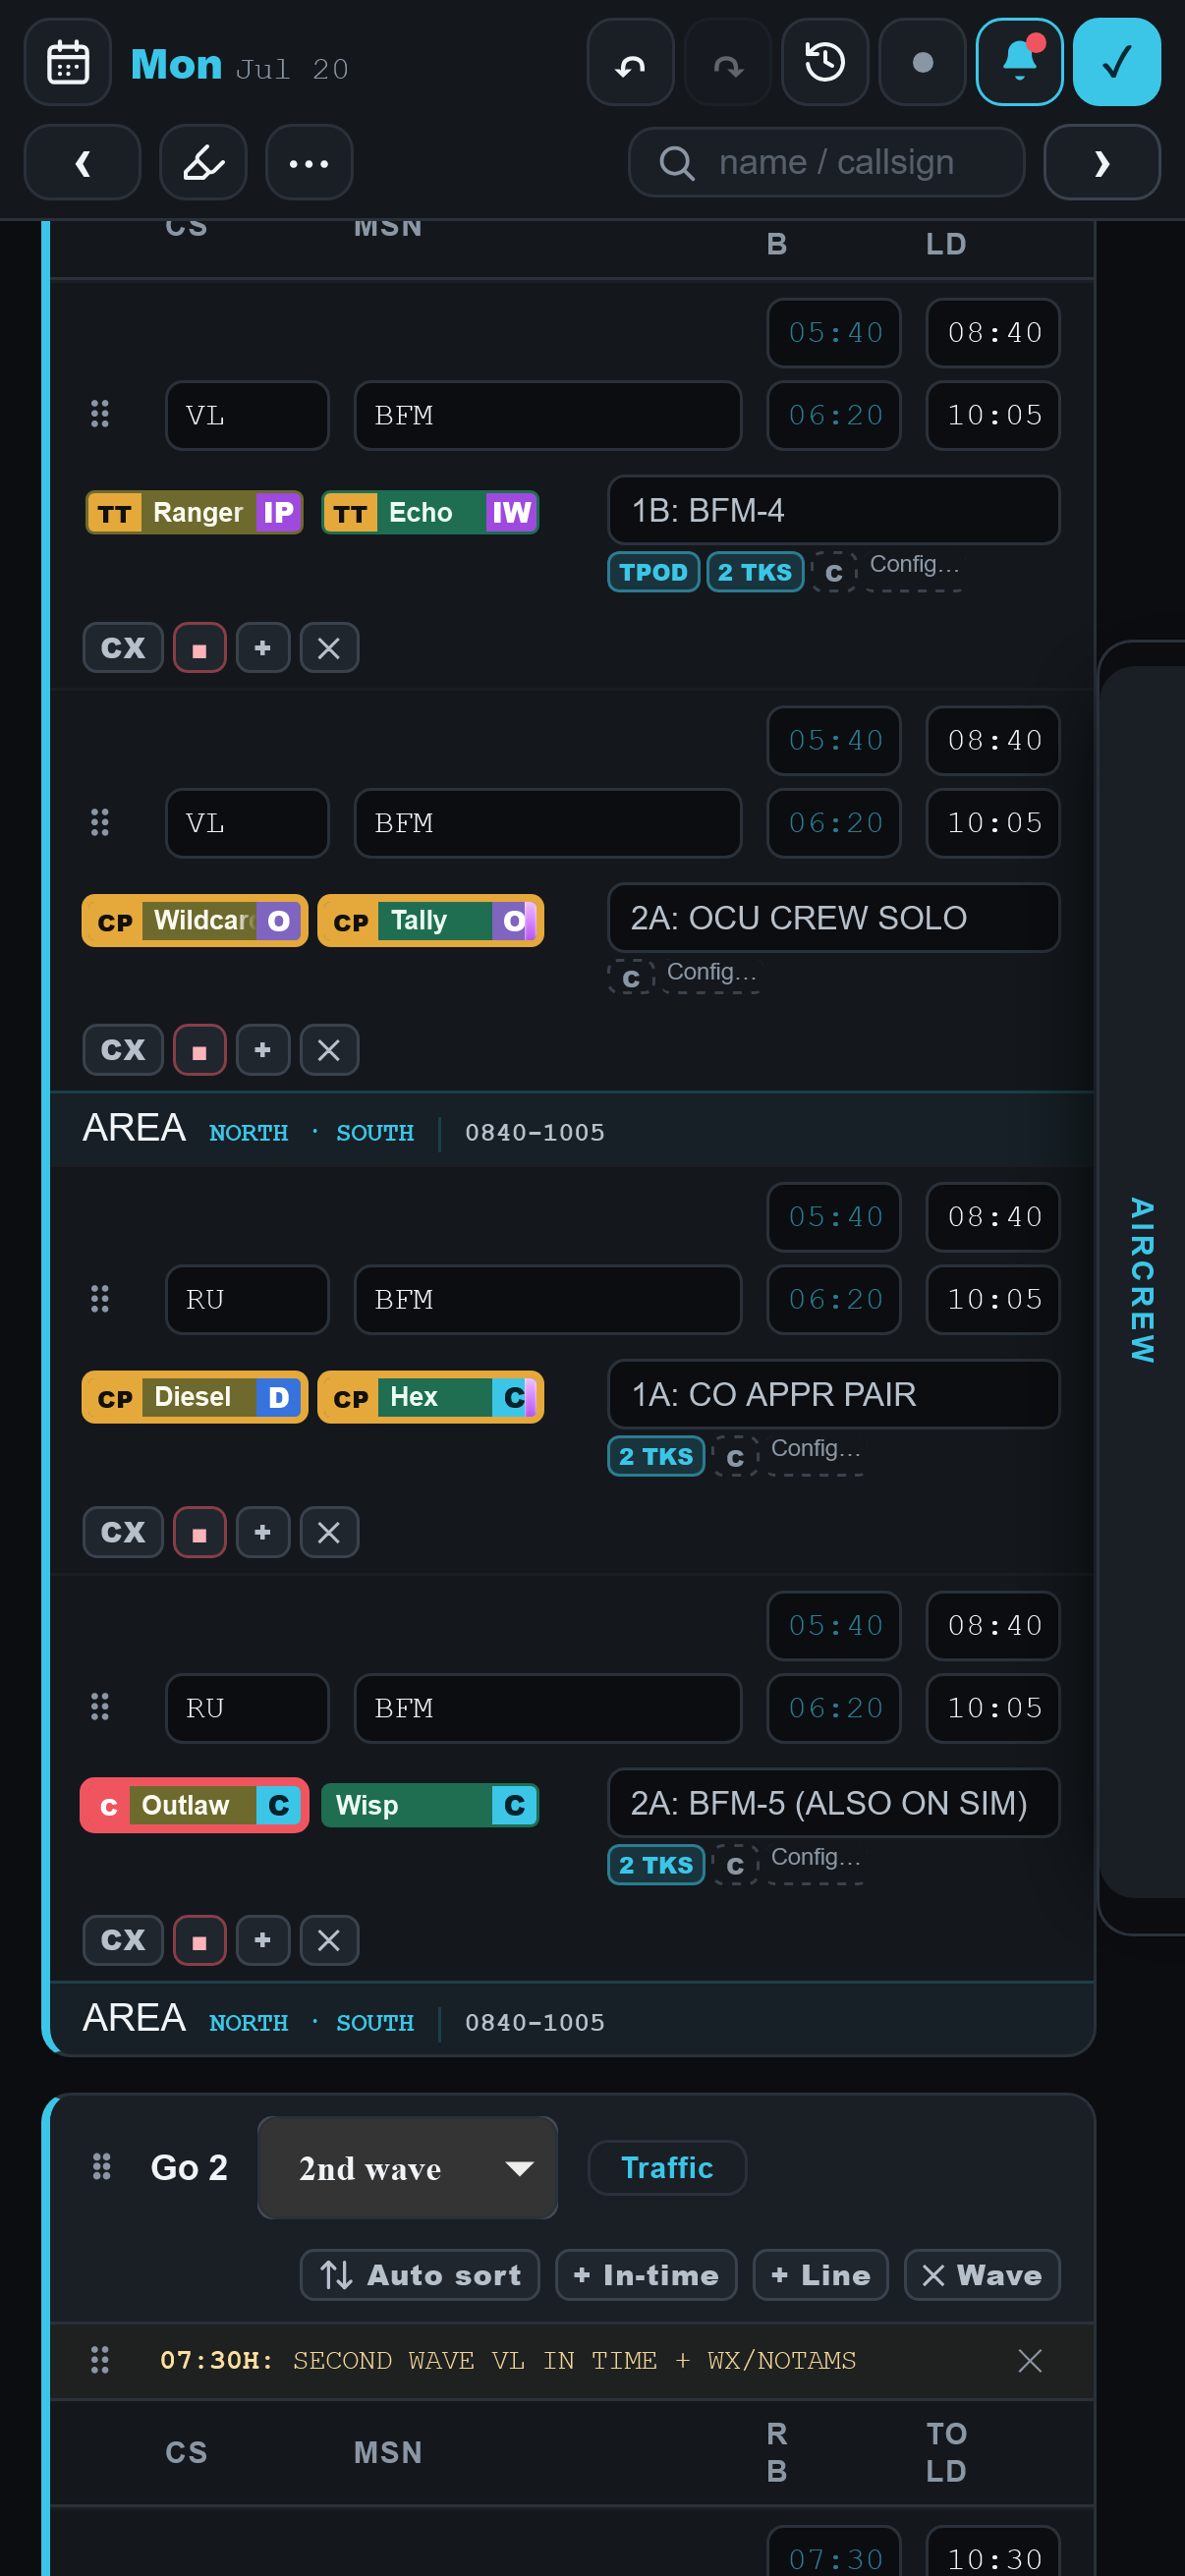 Mon Jul 20
name / callsign
CS MSN
B LD
05:40 08:40
VL BFM 06:20 10:05
TT Ranger IP TT Echo IW 1B: BFM-4
TPOD 2 TKS C Config...
CX + ×
05:40 08:40
VL BFM 06:20 10:05
CP Wildcard O CP Tally O 2A: OCU CREW SOLO
C Config...
CX + ×
AREA NORTH · SOUTH 0840-1005
05:40 08:40
RU BFM 06:20 10:05
CP Diesel D CP Hex C 1A: CO APPR PAIR
2 TKS C Config...
CX + ×
05:40 08:40
RU BFM 06:20 10:05
C Outlaw C Wisp C 2A: BFM-5 (ALSO ON SIM)
2 TKS C Config...
CX + ×
AREA NORTH · SOUTH 0840-1005
AIRCREW
Go 2 2nd wave Traffic
Auto sort + In-time + Line × Wave
07:30H: SECOND WAVE VL IN TIME + WX/NOTAMS ×
CS MSN R TO
B LD
07:30 10:30